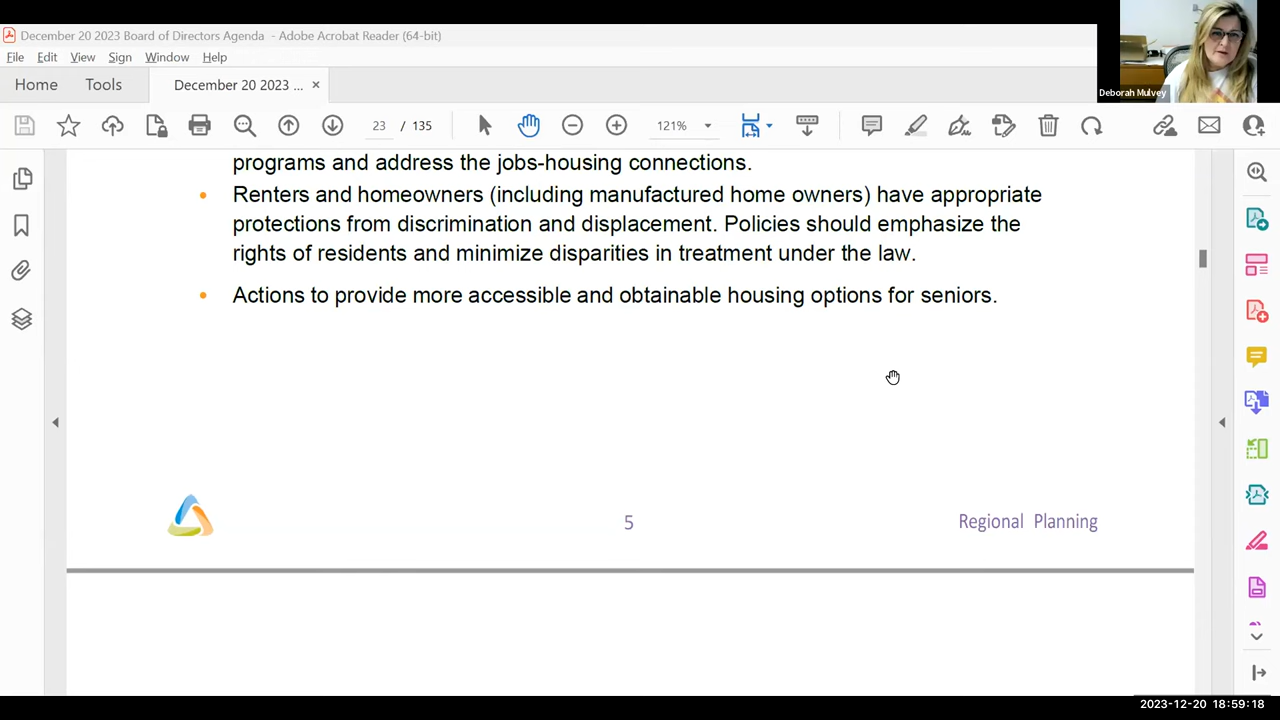 December 20 2023 Board of Directors Agenda - Adobe Acrobat Reader (64-bit)
File Edit View Sign Window Help
Home Tools December 20 2023 ... ×
23 / 135 121%
Deborah Mulvey
programs and address the jobs-housing connections.
• Renters and homeowners (including manufactured home owners) have appropriate
protections from discrimination and displacement. Policies should emphasize the
rights of residents and minimize disparities in treatment under the law.
• Actions to provide more accessible and obtainable housing options for seniors.
5 Regional Planning
2023-12-20 18:59:18